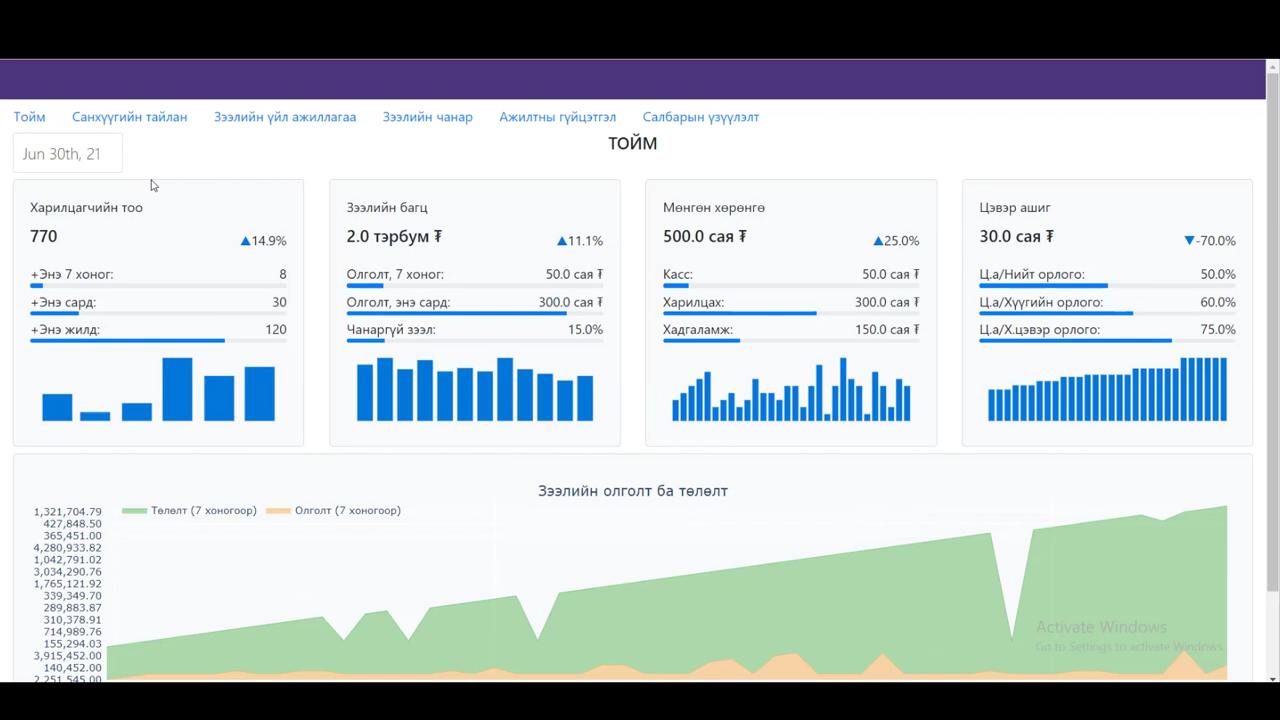 Тойм Санхүүгийн тайлан Зээлийн үйл ажиллагаа Зээлийн чанар Ажилтны гүйцэтгэл Салбарын үзүүлэлт
ТОЙМ
Jun 30th, 21
Харилцагчийн тоо
770
▲14.9%
+Энэ 7 хоног: 8
+Энэ сард: 30
+Энэ жилд: 120
Зээлийн багц
2.0 тэрбум ₮
▲11.1%
Олголт, 7 хоног: 50.0 сая ₮
Олголт, энэ сард: 300.0 сая ₮
Чанаргүй зээл: 15.0%
Мөнгөн хөрөнгө
500.0 сая ₮
▲25.0%
Касс: 50.0 сая ₮
Харилцах: 300.0 сая ₮
Хадгаламж: 150.0 сая ₮
Цэвэр ашиг
30.0 сая ₮
▼-70.0%
Ц.а/Нийт орлого: 50.0%
Ц.а/Хүүгийн орлого: 60.0%
Ц.а/Х.цэвэр орлого: 75.0%
Зээлийн олголт ба төлөлт
Төлөлт (7 хоногоор) Олголт (7 хоногоор)
1,321,704.79
427,848.50
365,451.00
4,280,933.82
1,042,791.02
3,034,290.76
1,765,121.92
339,349.70
289,883.87
310,378.91
714,989.76
155,294.03
3,915,452.00
140,452.00
2,251,545.00
Activate Windows
Go to Settings to activate Windows.